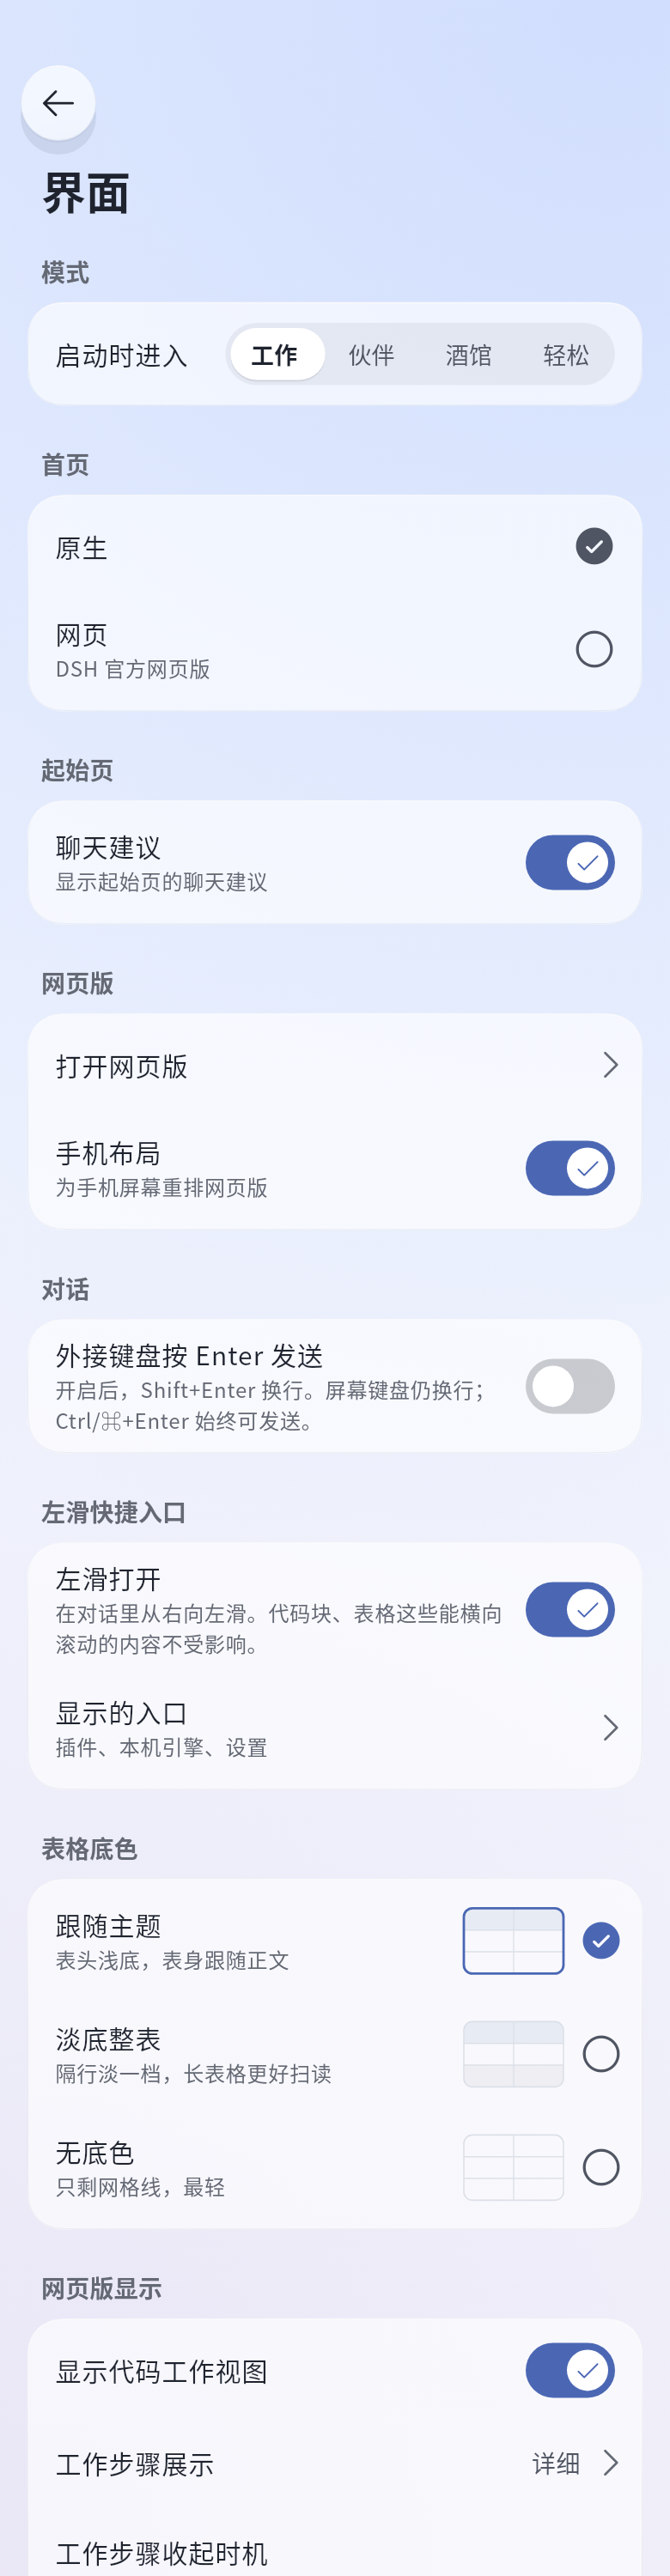 界面
模式
启动时进入 工作 伙伴 酒馆 轻松
首页
原生
网页
DSH 官方网页版
起始页
聊天建议
显示起始页的聊天建议
网页版
打开网页版
手机布局
为手机屏幕重排网页版
对话
外接键盘按 Enter 发送
开启后，Shift+Enter 换行。屏幕键盘仍换行；
Ctrl/⌘+Enter 始终可发送。
左滑快捷入口
左滑打开
在对话里从右向左滑。代码块、表格这些能横向
滚动的内容不受影响。
显示的入口
插件、本机引擎、设置
表格底色
跟随主题
表头浅底，表身跟随正文
淡底整表
隔行淡一档，长表格更好扫读
无底色
只剩网格线，最轻
网页版显示
显示代码工作视图
工作步骤展示 详细
工作步骤收起时机